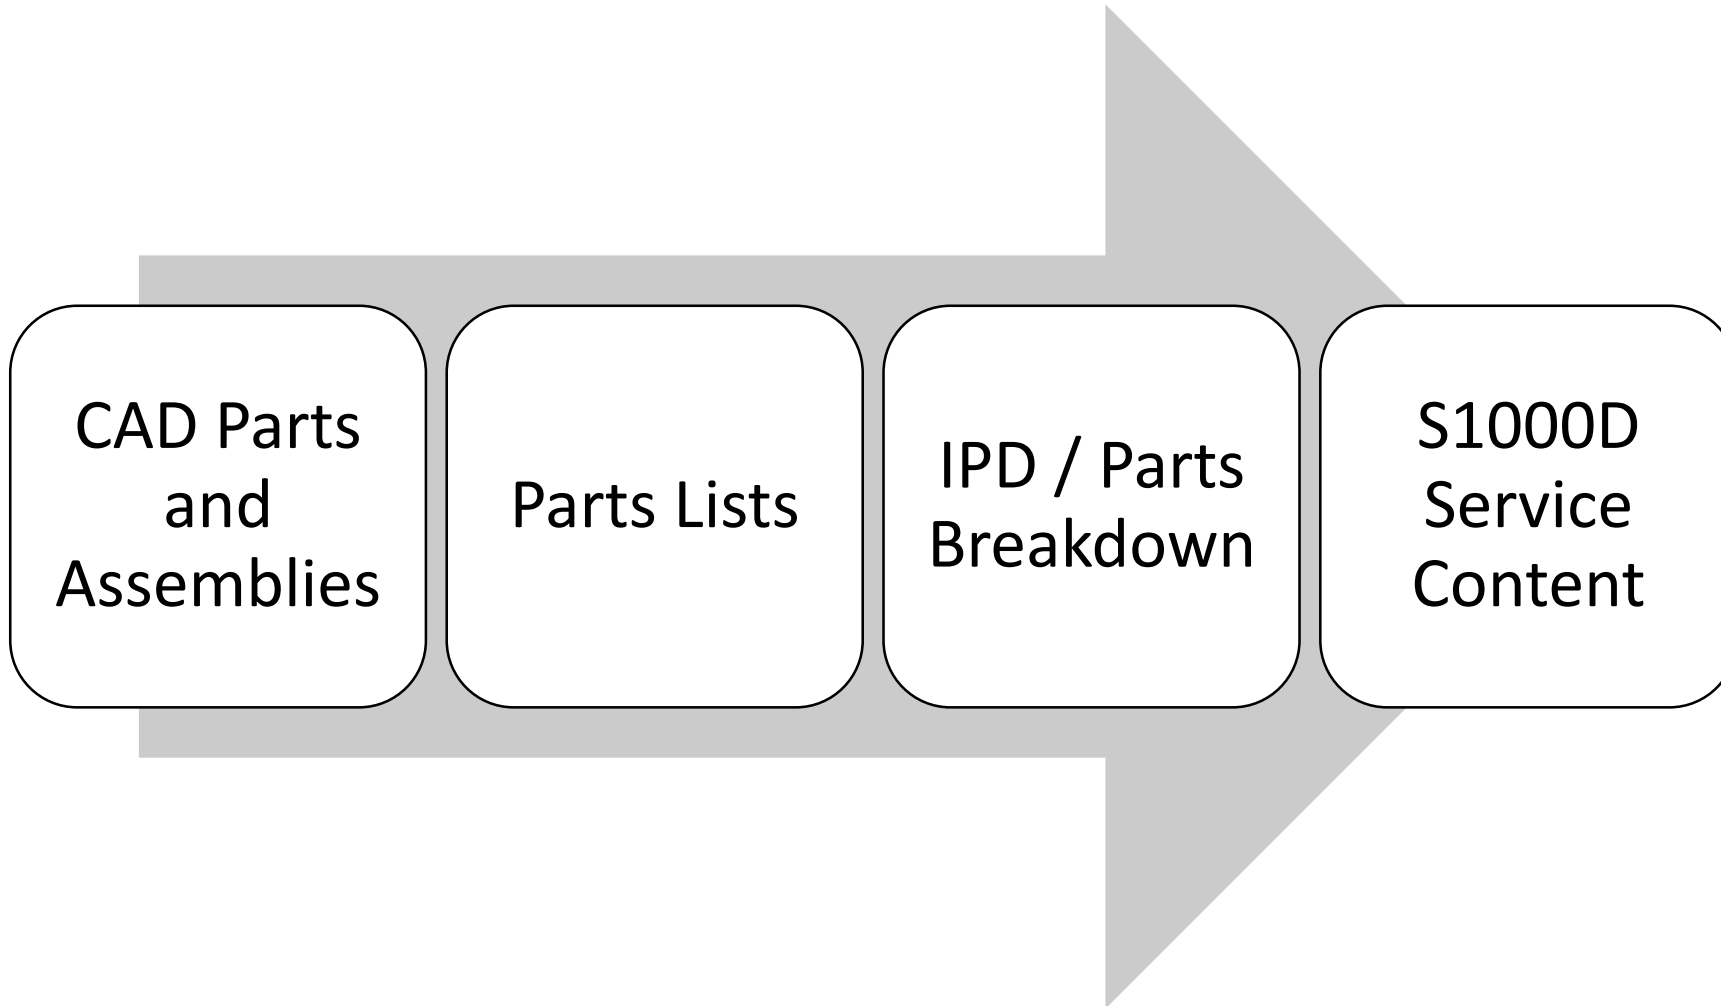 CAD Parts
and
Assemblies
Parts Lists
IPD / Parts
Breakdown
S1000D
Service
Content